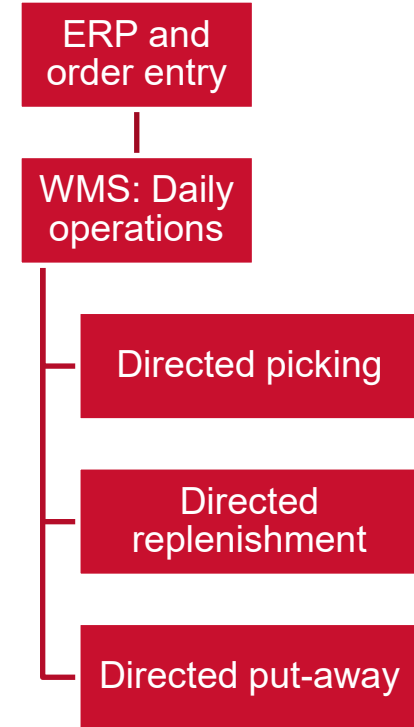 ERP and
order entry
WMS: Daily
operations
Directed picking
Directed
replenishment
Directed put-away